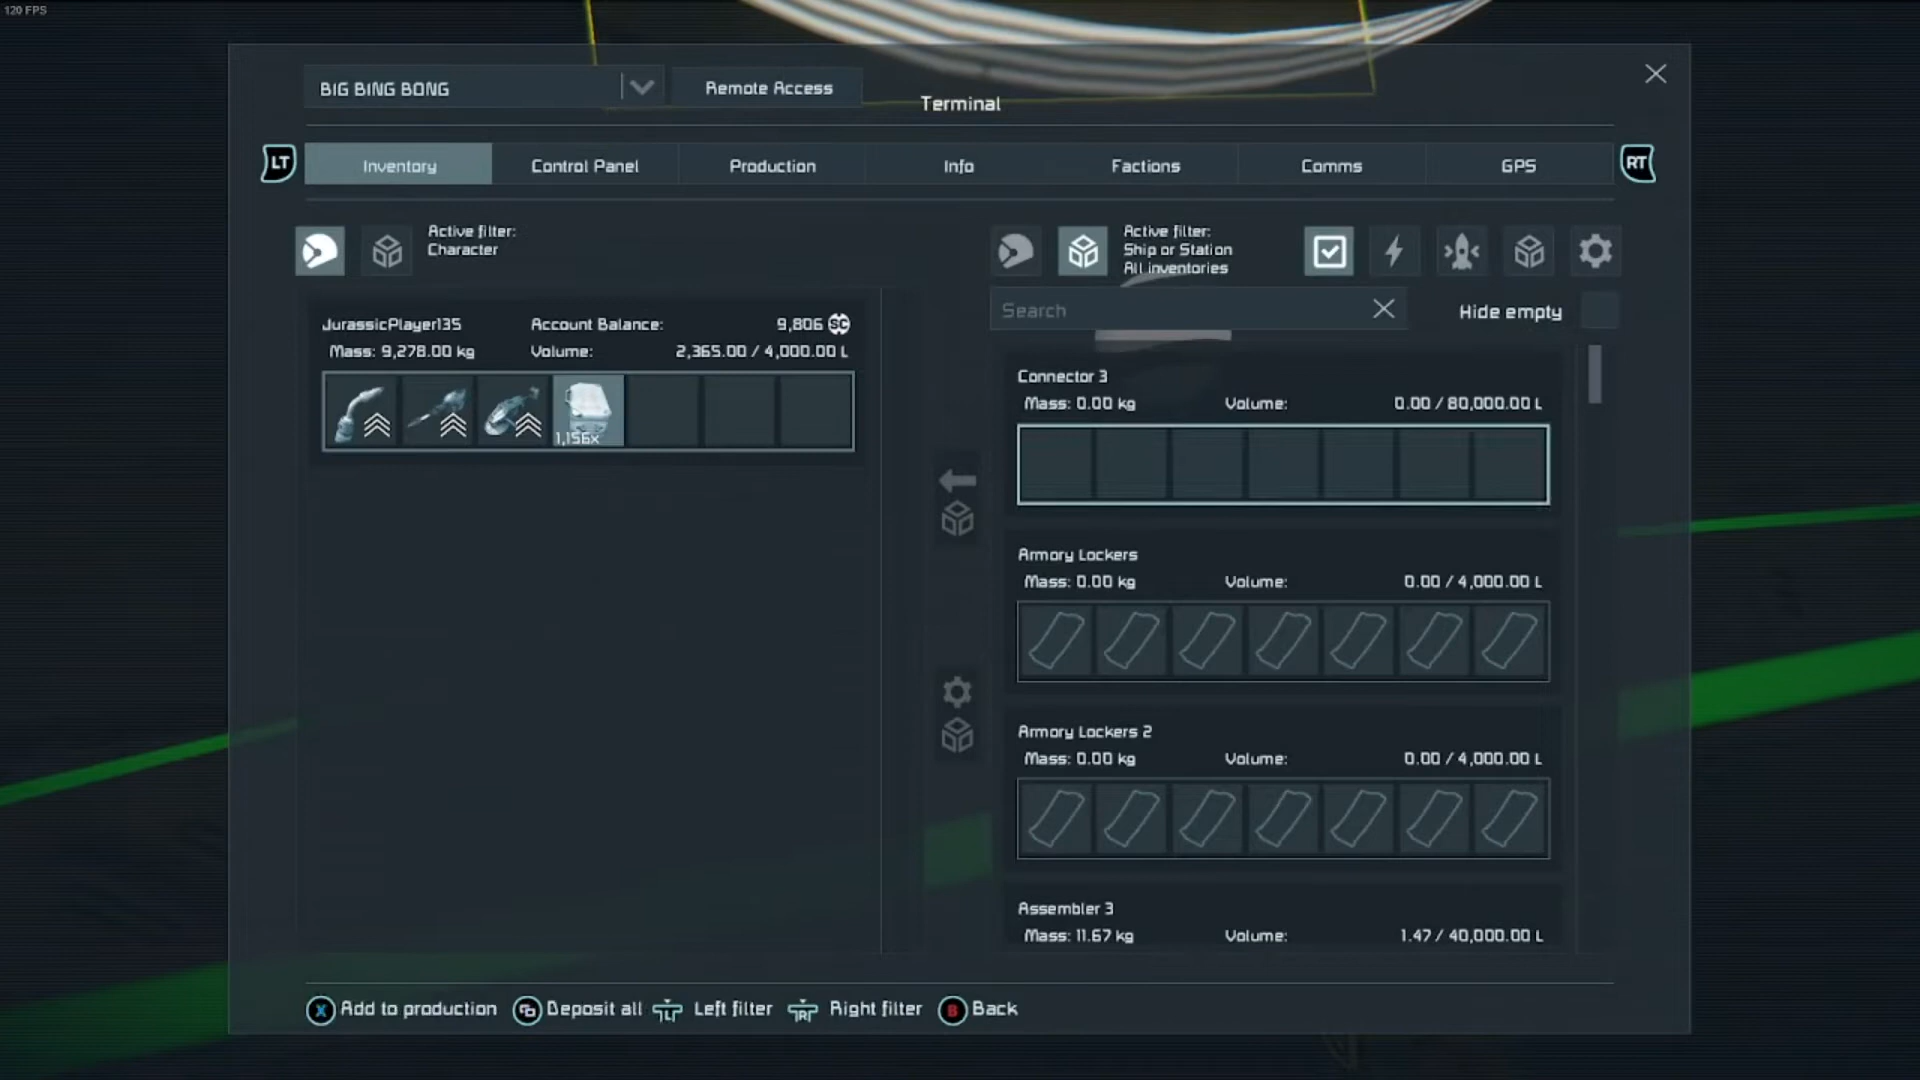 120 FPS
BIG BING BONG
Remote Access
Terminal
LT
Inventory
Control Panel
Production
Info
Factions
Comms
GPS
RT
Active filter:
Character
Active filter:
Ship or Station
All inventories
Search
Hide empty
JurassicPlayer135
Account Balance:
9,806 SC
Mass: 9,278.00 kg
Volume:
2,365.00 / 4,000.00 L
1,156x
Connector 3
Mass: 0.00 kg
Volume:
0.00 / 80,000.00 L
Armory Lockers
Mass: 0.00 kg
Volume:
0.00 / 4,000.00 L
Armory Lockers 2
Mass: 0.00 kg
Volume:
0.00 / 4,000.00 L
Assembler 3
Mass: 11.67 kg
Volume:
1.47 / 40,000.00 L
X Add to production
Deposit all
LT Left filter
RT Right filter
B Back